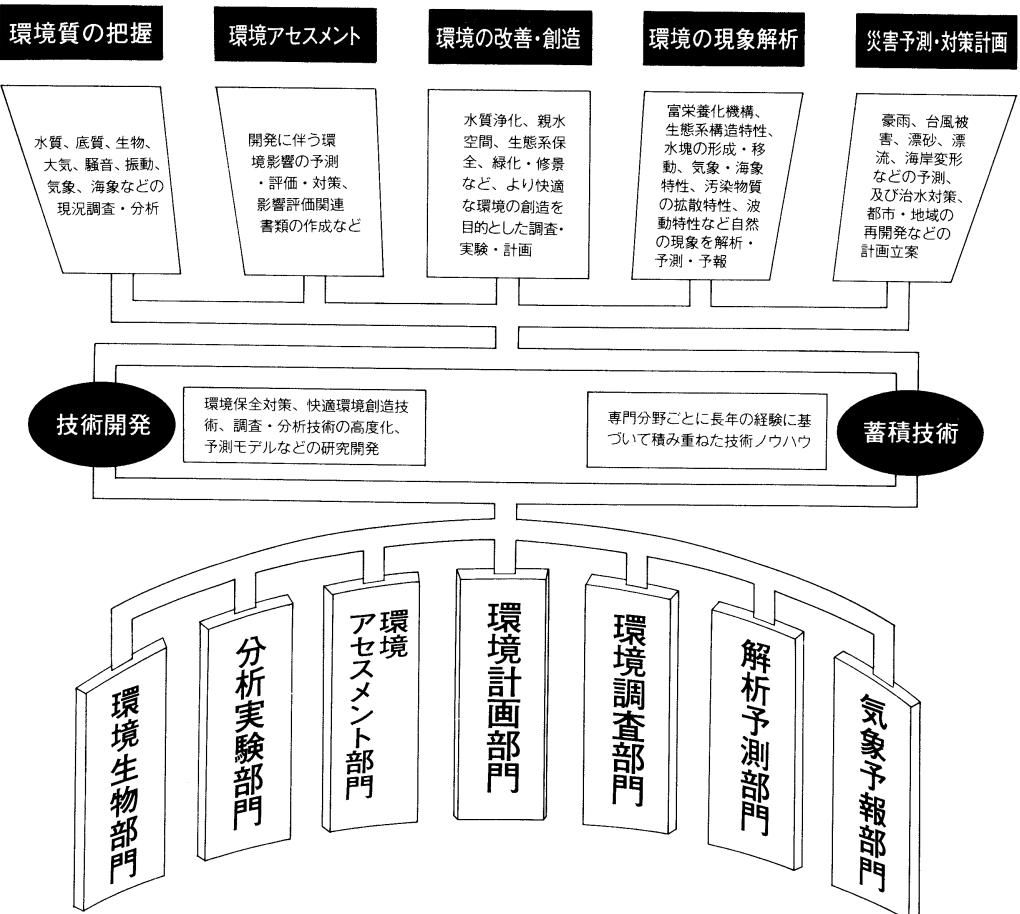 環境質の把握
環境アセスメント
環境の改善・創造
環境の現象解析
災害予測・対策計画
水質、底質、生物、
大気、騒音、振動、
気象、海象などの
現況調査・分析
開発に伴う環
境影響の予測
・評価・対策、
影響評価関連
書類の作成など
水質浄化、親水
空間、生態系保
全、緑化・修景
など、より快適
な環境の創造を
目的とした調査・
実験・計画
富栄養化機構、
生態系構造特性、
水塊の形成・移
動、気象・海象
特性、汚染物質
の拡散特性、波
動特性など自然
の現象を解析・
予測・予報
豪雨、台風被
害、漂砂、漂
流、海岸変形
などの予測、
及び治水対策、
都市・地域の
再開発などの
計画立案
技術開発
環境保全対策、快適環境創造技
術、調査・分析技術の高度化、
予測モデルなどの研究開発
専門分野ごとに長年の経験に基
づいて積み重ねた技術ノウハウ
蓄積技術
環境生物部門
分析実験部門
環境
アセスメント部門
環境計画部門
環境調査部門
解析予測部門
気象予報部門